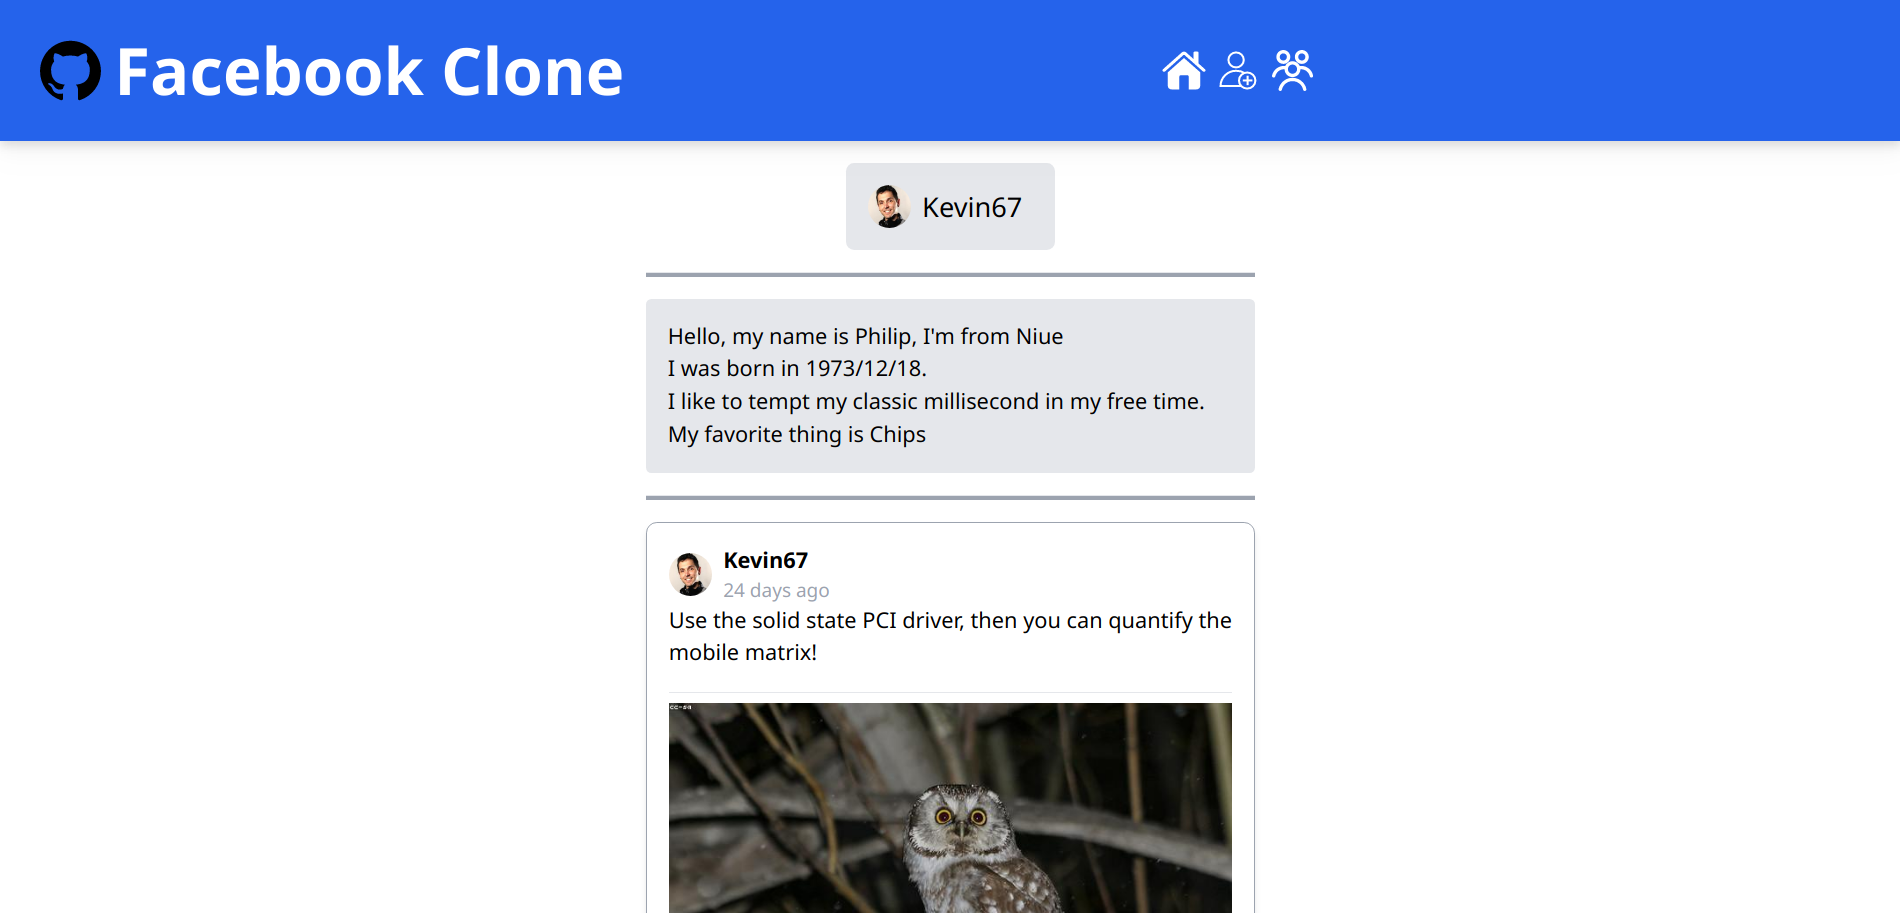 Facebook Clone
Kevin67
Hello, my name is Philip, I'm from Niue
I was born in 1973/12/18.
I like to tempt my classic millisecond in my free time.
My favorite thing is Chips
Kevin67
24 days ago
Use the solid state PCI driver, then you can quantify the
mobile matrix!